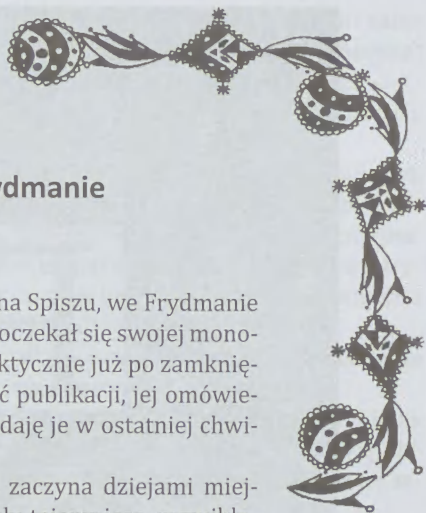 ydmanie
na Spiszu, we Frydmanie
oczekał się swojej mono-
ktycznie już po zamknię-
ć publikacji, jej omówie-
daję je w ostatniej chwi-
zaczyna dziejami miej-